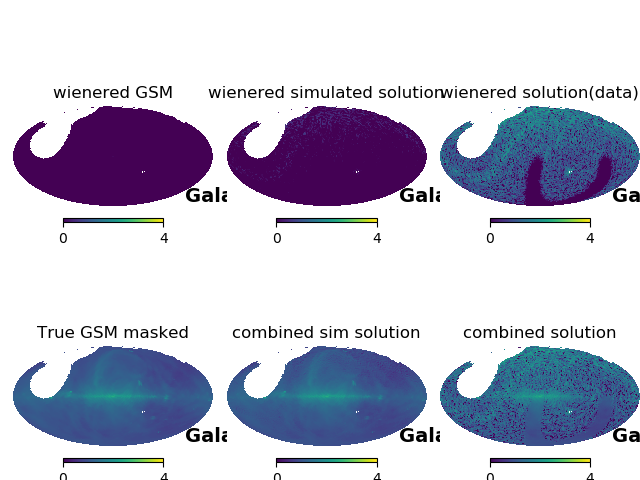 wienered GSM
wienered simulated solution
wienered solution(data)
Gala
Gala
Ga
0 4
0 4
0 4
True GSM masked
combined sim solution
combined solution
Gala
Gala
Ga
0 4
0 4
0 4